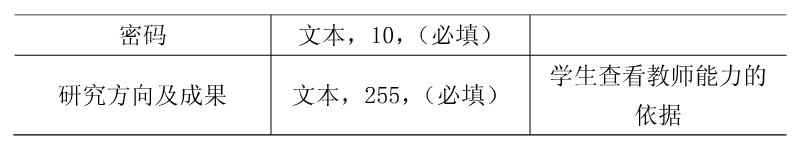 密码 文本，10，（必填）
研究方向及成果 文本，255，（必填） 学生查看教师能力的
依据